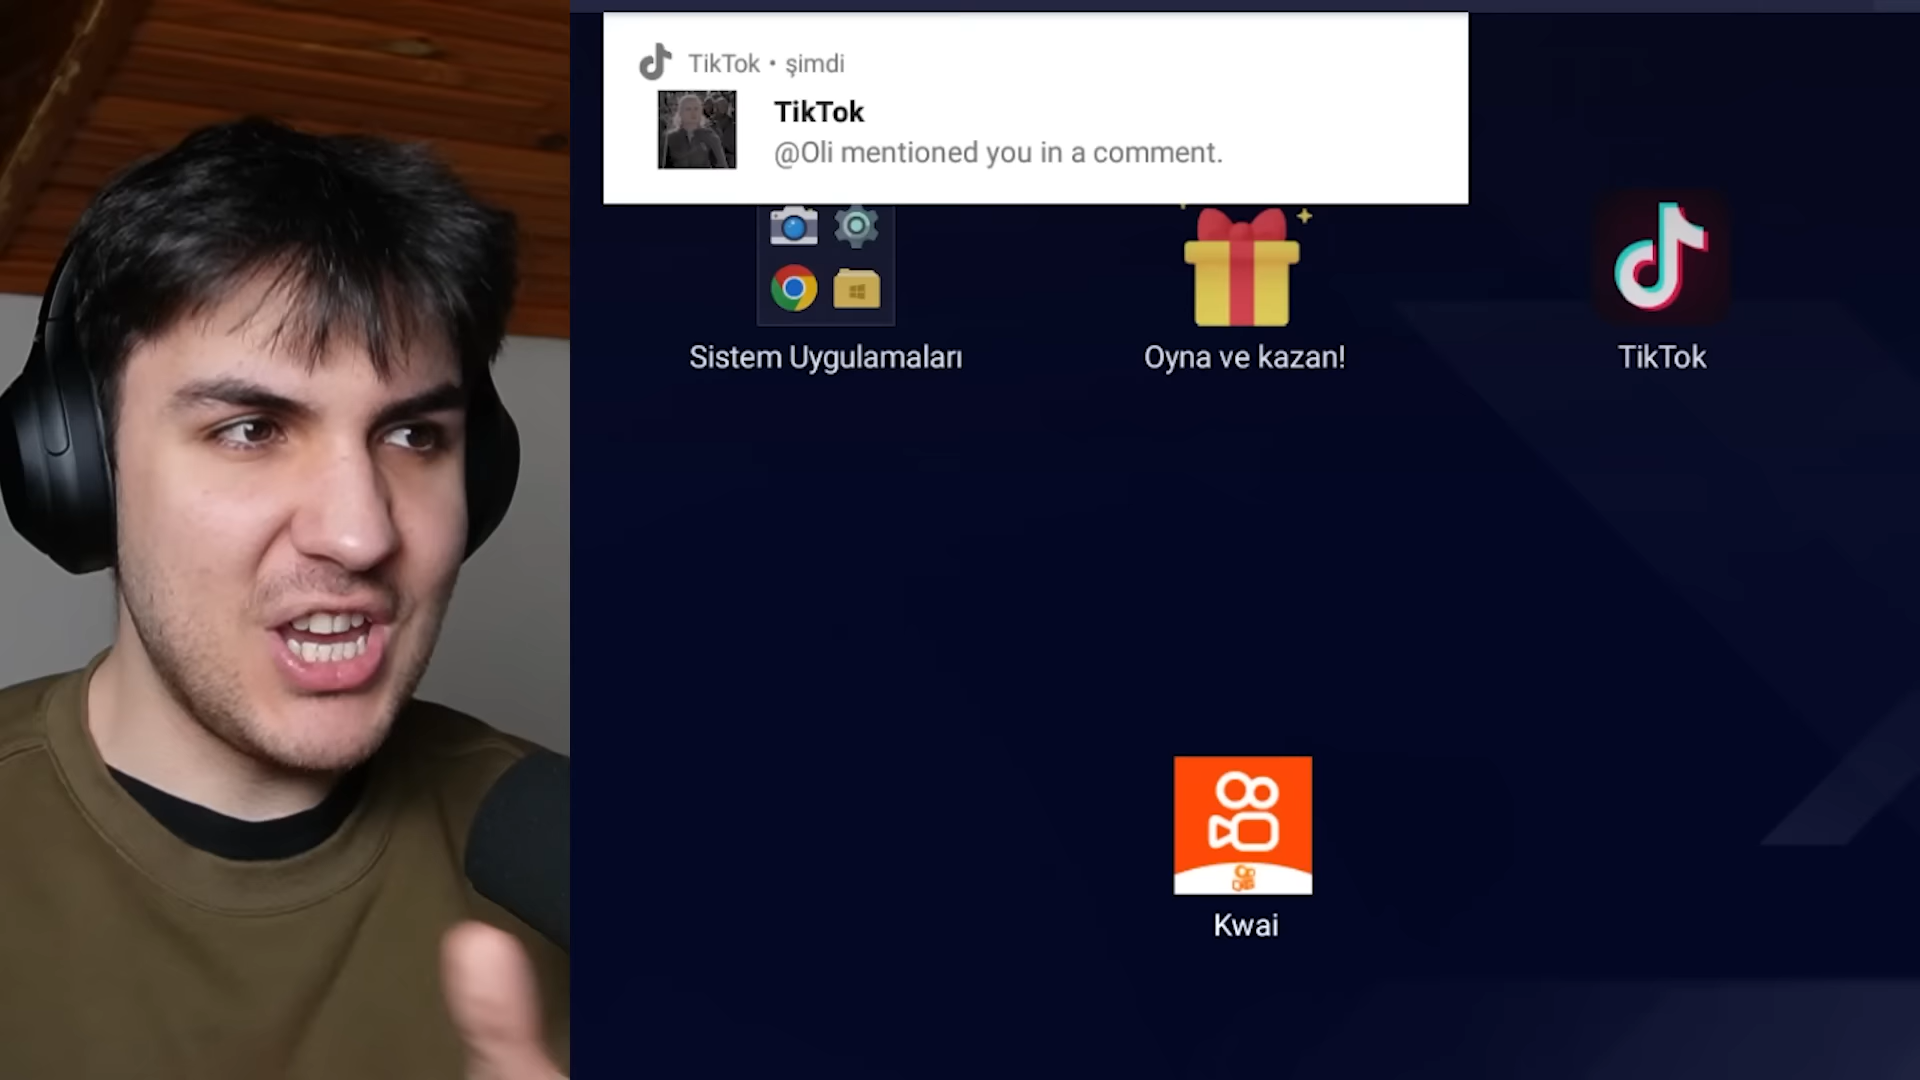 TikTok • şimdi
TikTok
@Oli mentioned you in a comment.
Sistem Uygulamaları
Oyna ve kazan!
TikTok
Kwai